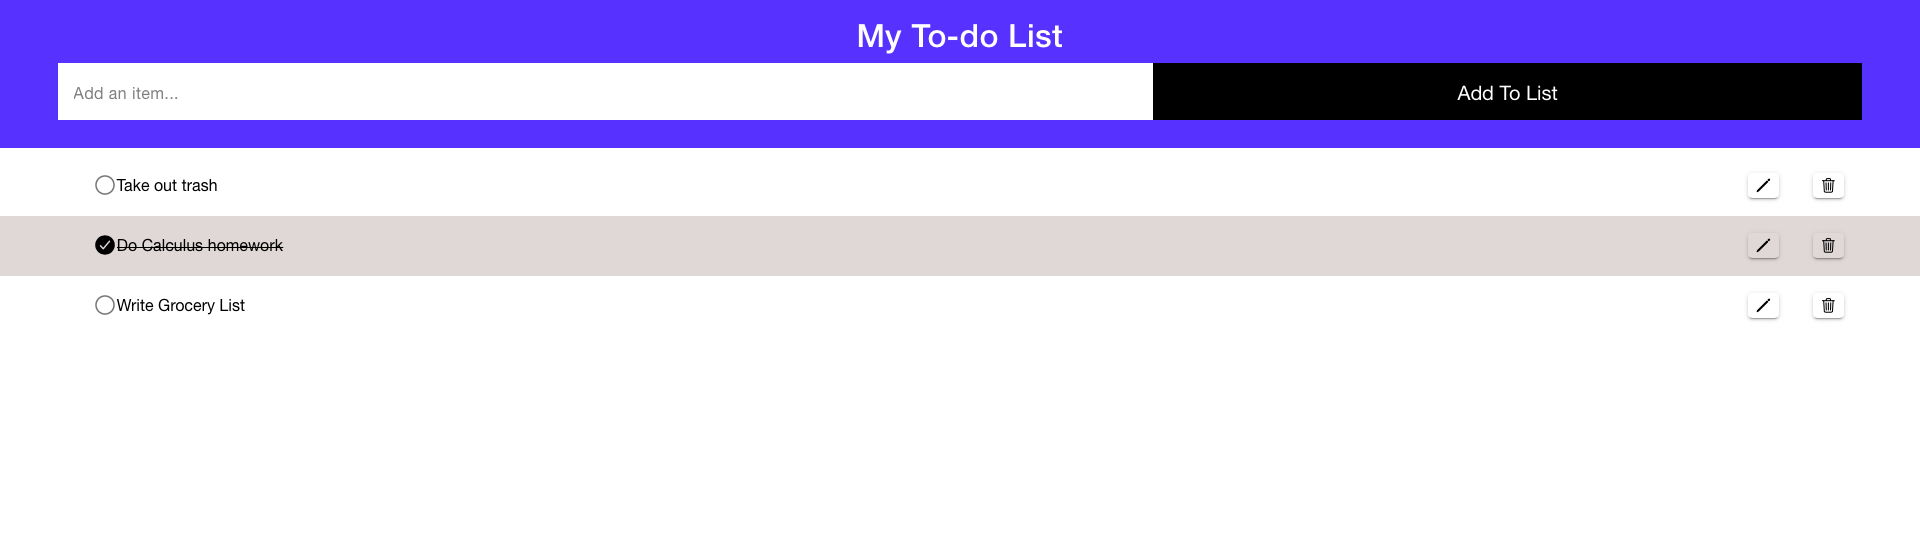 My To-do List
Add an item...
Add To List
Take out trash
Do Calculus homework
Write Grocery List